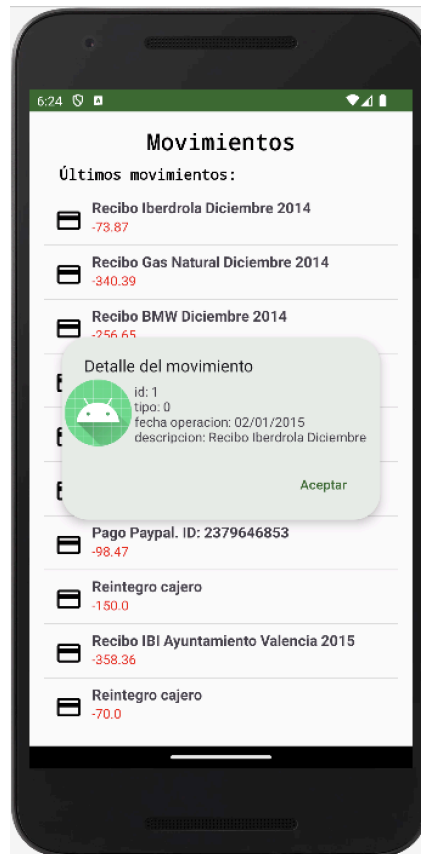 6:24
Movimientos
Últimos movimientos:
Recibo Iberdrola Diciembre 2014
-73.87
Recibo Gas Natural Diciembre 2014
-340.39
Recibo BMW Diciembre 2014
-256.65
Detalle del movimiento
id: 1
tipo: 0
fecha operacion: 02/01/2015
descripcion: Recibo Iberdrola Diciembre
Aceptar
Pago Paypal. ID: 2379646853
-98.47
Reintegro cajero
-150.0
Recibo IBI Ayuntamiento Valencia 2015
-358.36
Reintegro cajero
-70.0